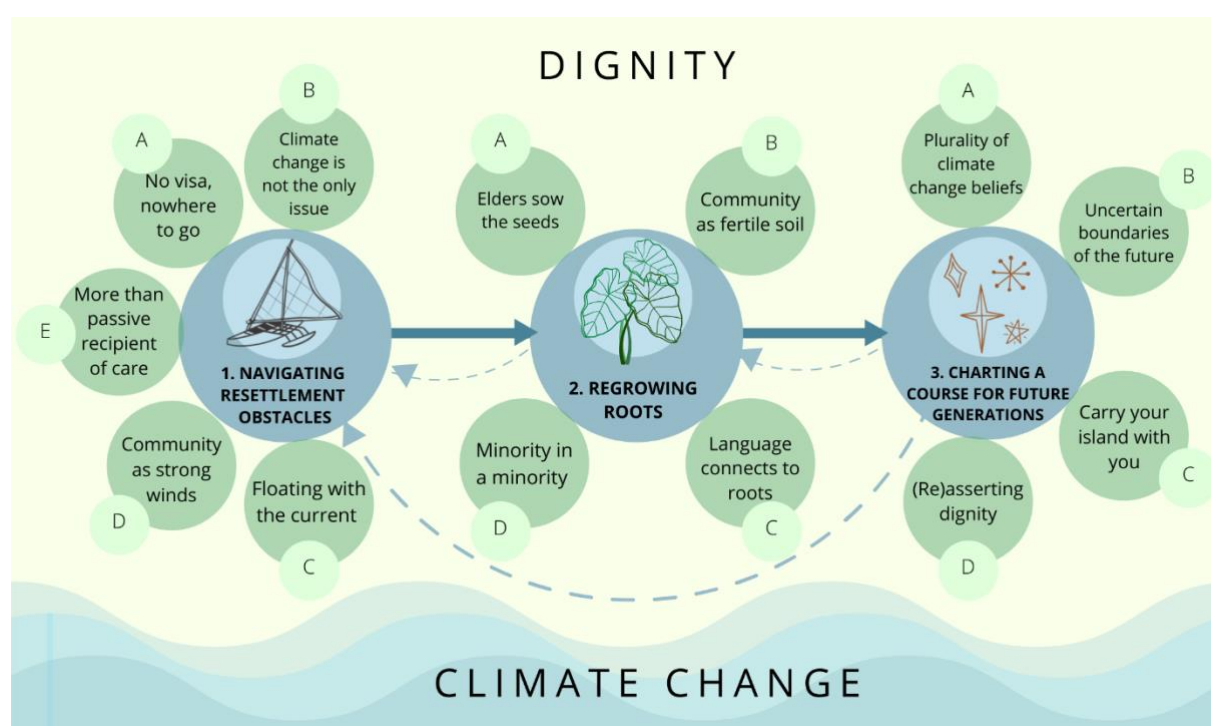 DIGNITY
B
Climate
change is
not the only
issue
A
No visa,
nowhere
to go
E
More than
passive
recipient
of care
1. NAVIGATING
RESETTLEMENT
OBSTACLES
D
Community
as strong
winds
C
Floating with
the current
A
Elders sow
the seeds
B
Community
as fertile soil
2. REGROWING
ROOTS
D
Minority in
a minority
C
Language
connects to
roots
A
Plurality of
climate
change beliefs
B
Uncertain
boundaries
of the future
3. CHARTING A
COURSE FOR FUTURE
GENERATIONS
C
Carry your
island with
you
D
(Re)asserting
dignity
CLIMATE CHANGE